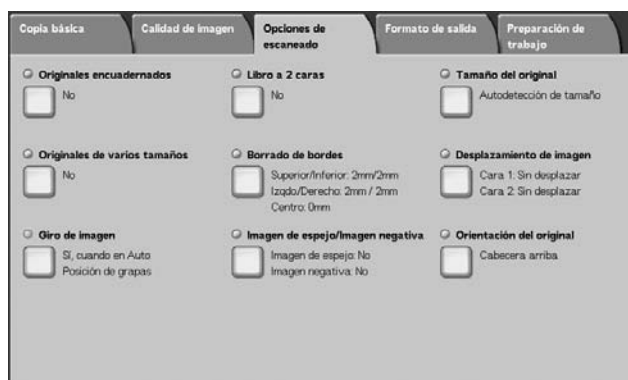 Copia básica
Calidad de imagen
Opciones de
escaneado
Formato de salida
Preparación de
trabajo
Originales encuadernados
No
Libro a 2 caras
No
Tamaño del original
Autodetección de tamaño
Originales de varios tamaños
No
Borrado de bordes
Superior/Inferior: 2mm/2mm
Izqdo/Derecho: 2mm / 2mm
Centro: 0mm
Desplazamiento de imagen
Cara 1: Sin desplazar
Cara 2: Sin desplazar
Giro de imagen
Sí, cuando en Auto
Posición de grapas
Imagen de espejo/Imagen negativa
Imagen de espejo: No
Imagen negativa: No
Orientación del original
Cabecera arriba